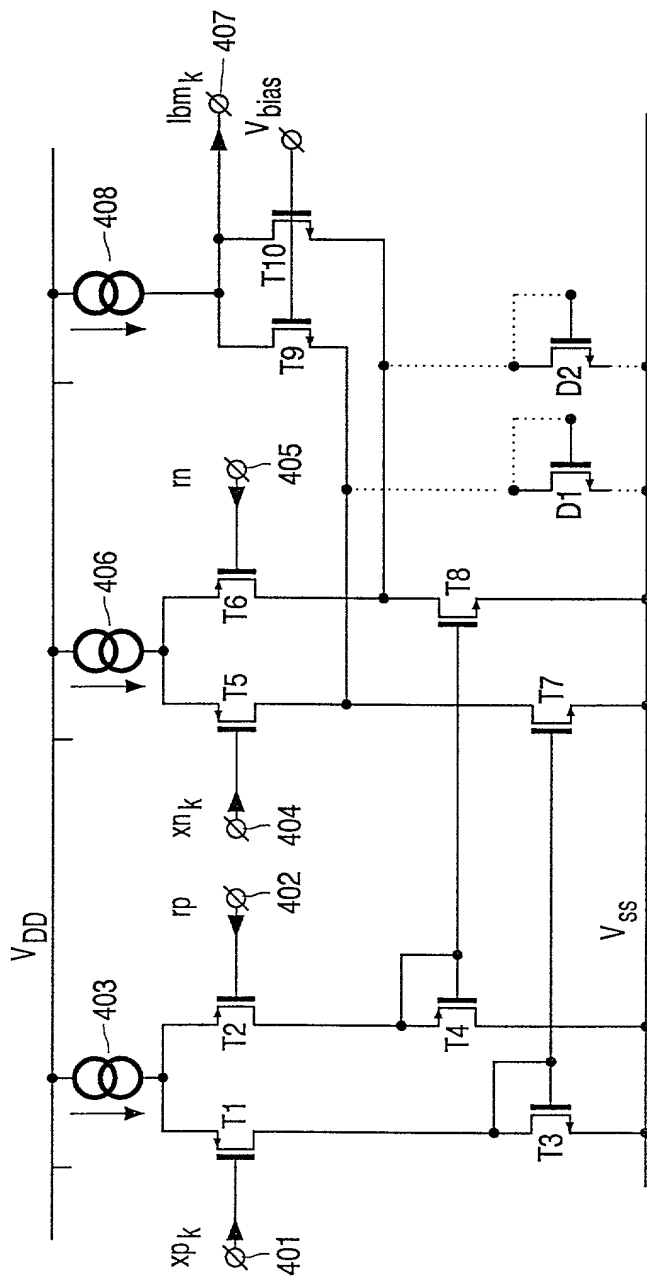 V_DD
403
406
408
xp_k
rp
xn_k
rn
Ibm_k
407
T1
T2
T5
T6
T9
T10
V_bias
401
402
404
405
T4
T8
T3
T7
D1
D2
V_ss